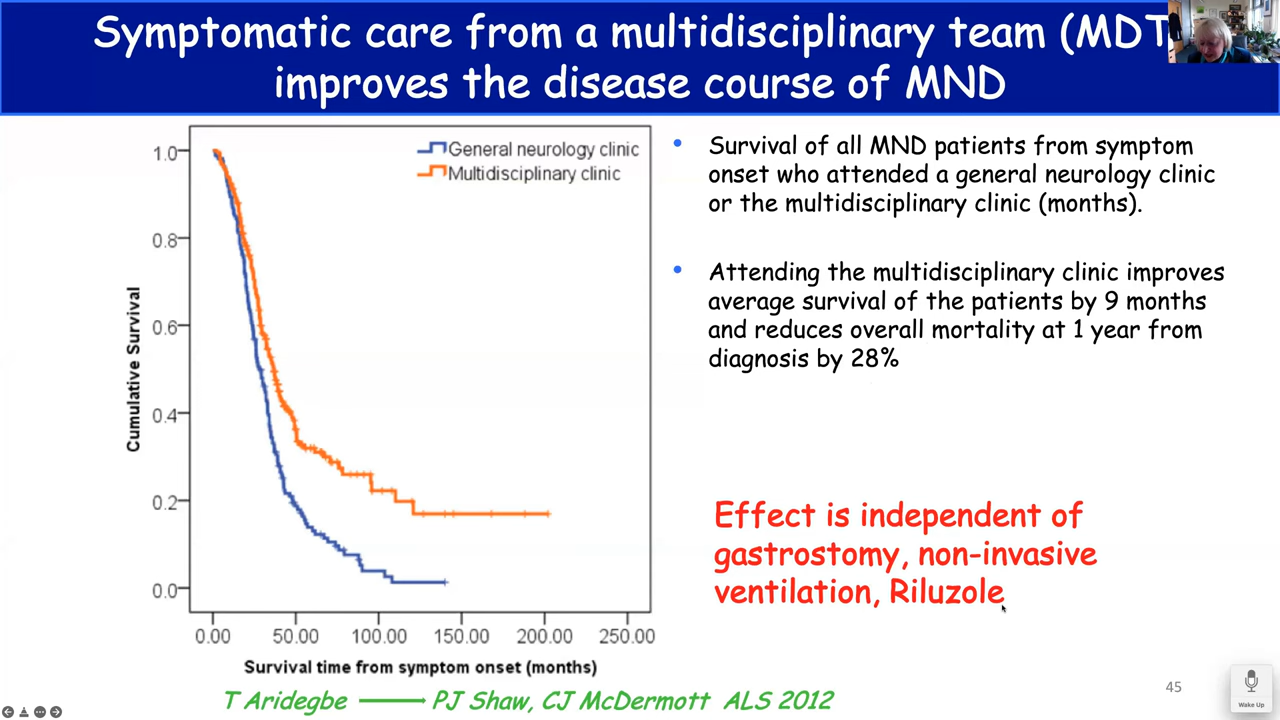 Symptomatic care from a multidisciplinary team (MDT
improves the disease course of MND
General neurology clinic
Multidisciplinary clinic
1.0
0.8
0.6
0.4
0.2
0.0
Cumulative Survival
0.00 50.00 100.00 150.00 200.00 250.00
Survival time from symptom onset (months)
• Survival of all MND patients from symptom
onset who attended a general neurology clinic
or the multidisciplinary clinic (months).
• Attending the multidisciplinary clinic improves
average survival of the patients by 9 months
and reduces overall mortality at 1 year from
diagnosis by 28%
Effect is independent of
gastrostomy, non-invasive
ventilation, Riluzole
T Aridegbe PJ Shaw, CJ McDermott ALS 2012
45
Wake Up